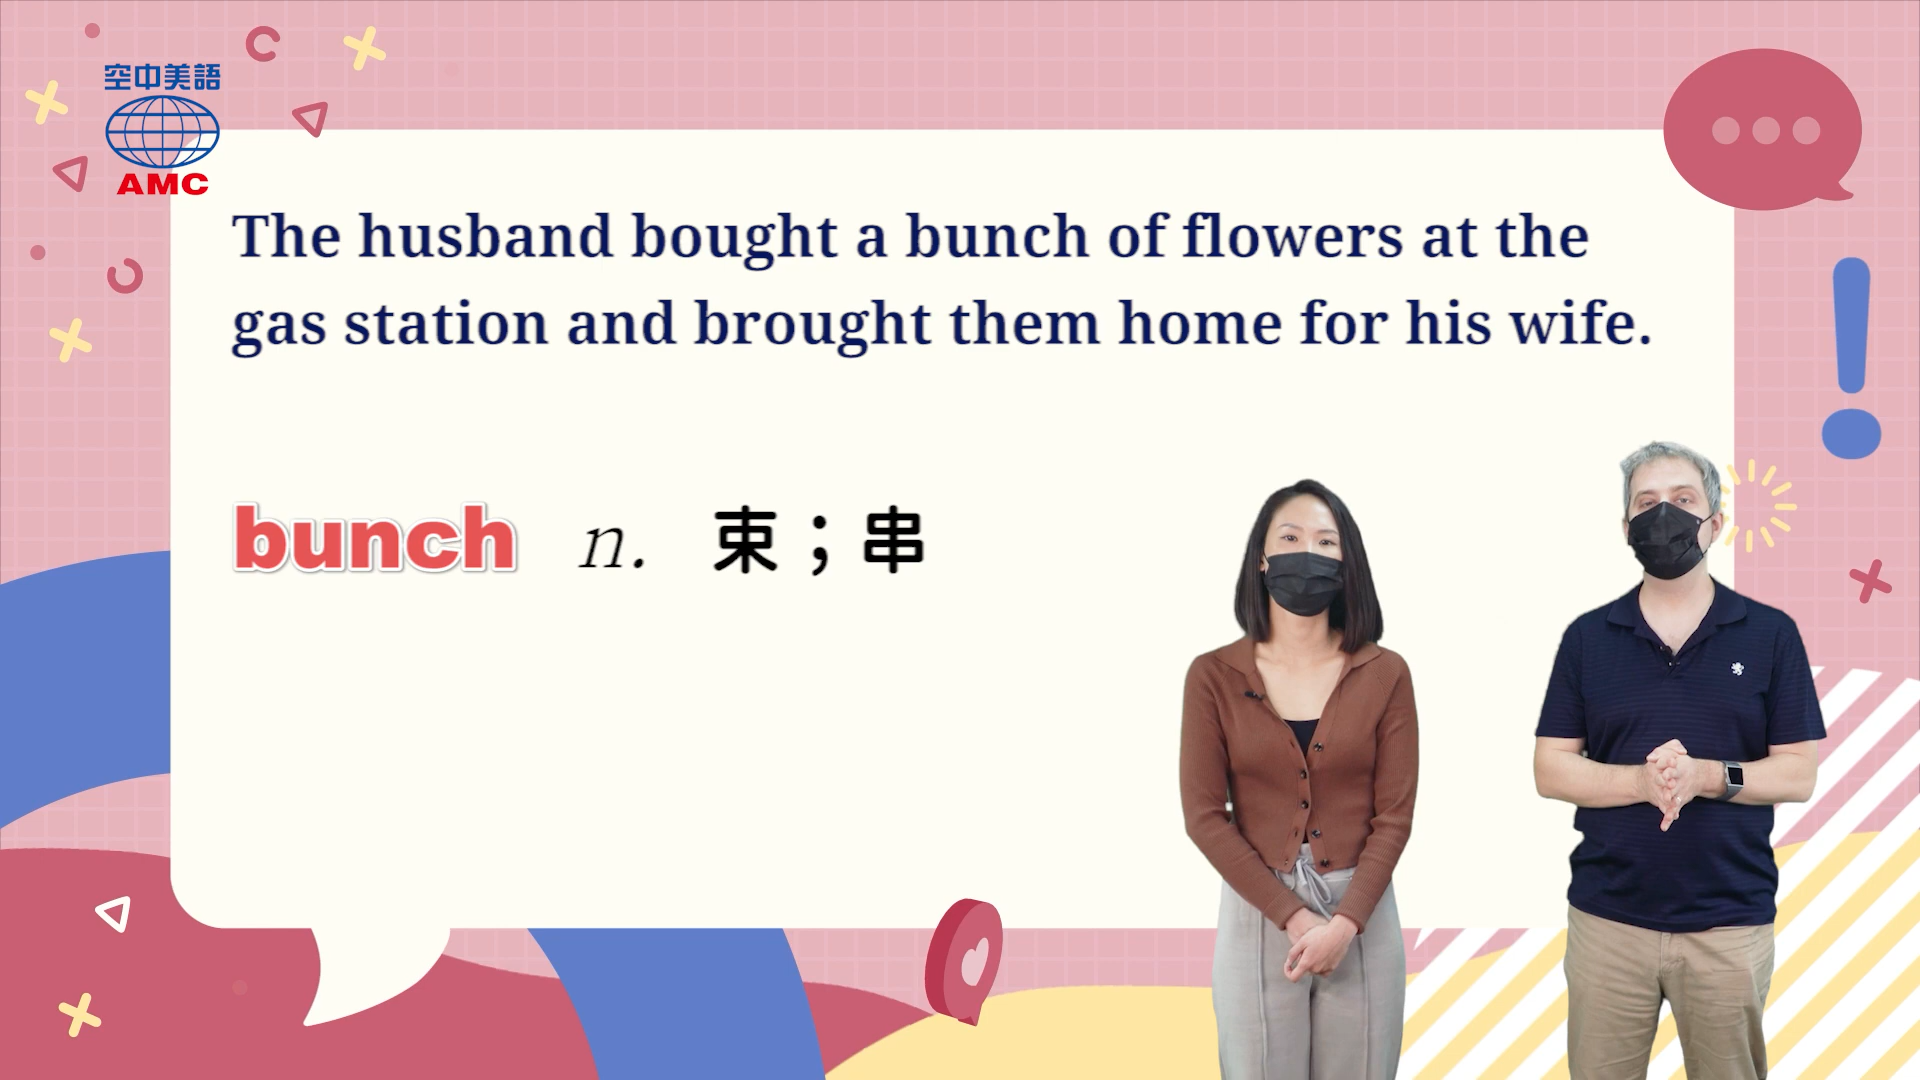 空中美語
AMC
The husband bought a bunch of flowers at the
gas station and brought them home for his wife.
bunch n. 束；串